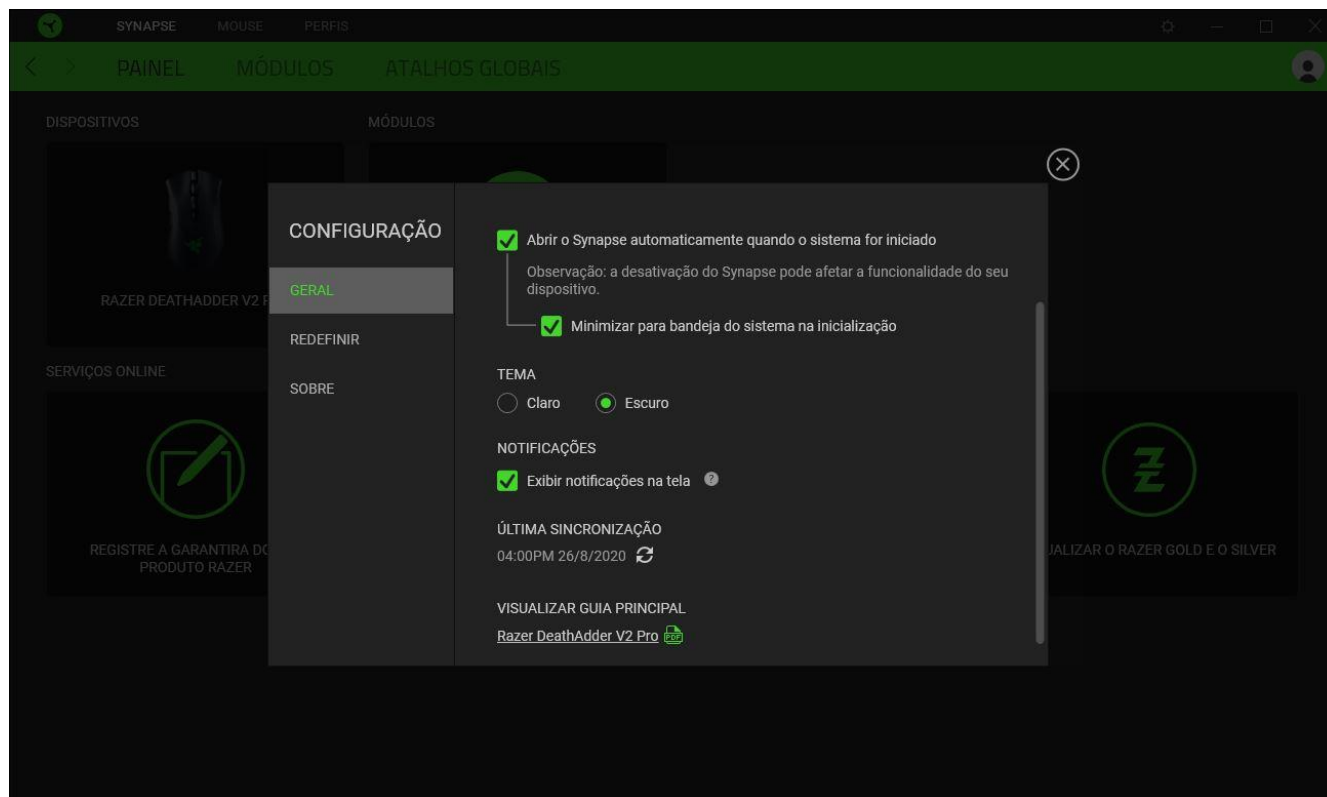 SYNAPSE MOUSE PERFIS
PAINEL MÓDULOS ATALHOS GLOBAIS
DISPOSITIVOS MÓDULOS
RAZER DEATHADDER V2
CONFIGURAÇÃO
GERAL
REDEFINIR
SOBRE
Abrir o Synapse automaticamente quando o sistema for iniciado
Observação: a desativação do Synapse pode afetar a funcionalidade do seu
dispositivo.
Minimizar para bandeja do sistema na inicialização
TEMA
Claro Escuro
NOTIFICAÇÕES
Exibir notificações na tela ?
ÚLTIMA SINCRONIZAÇÃO
04:00PM 26/8/2020
VISUALIZAR GUIA PRINCIPAL
Razer DeathAdder V2 Pro PDF
SERVIÇOS ONLINE
REGISTRE A GARANTIRA
PRODUTO RAZER
O RAZER GOLD E O SILVER